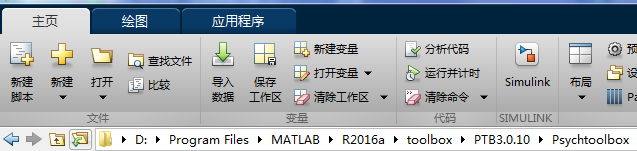 主页 绘图 应用程序
新建脚本 新建 打开 查找文件 比较 导入数据 保存工作区 新建变量 打开变量 清除工作区 分析代码 运行并计时 清除命令 Simulink 布局 预 设 Pa
文件 变量 代码 SIMULINK
D: Program Files MATLAB R2016a toolbox PTB3.0.10 Psychtoolbox